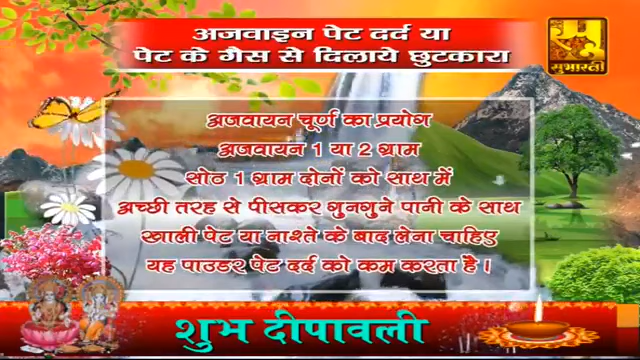 अजवाइन पेट दर्द या
पेट के गैस से दिलाये छुटकारा
सुभारती
अजवायन चूर्ण का प्रयोग
अजवायन 1 या 2 ग्राम
सोठ 1 ग्राम दोनों को साथ में
अच्छी तरह से पीसकर गुनगुने पानी के साथ
खाली पेट या नाश्ते के बाद लेना चाहिए
यह पाउडर पेट दर्द को कम करता है।
शुभ दीपावली